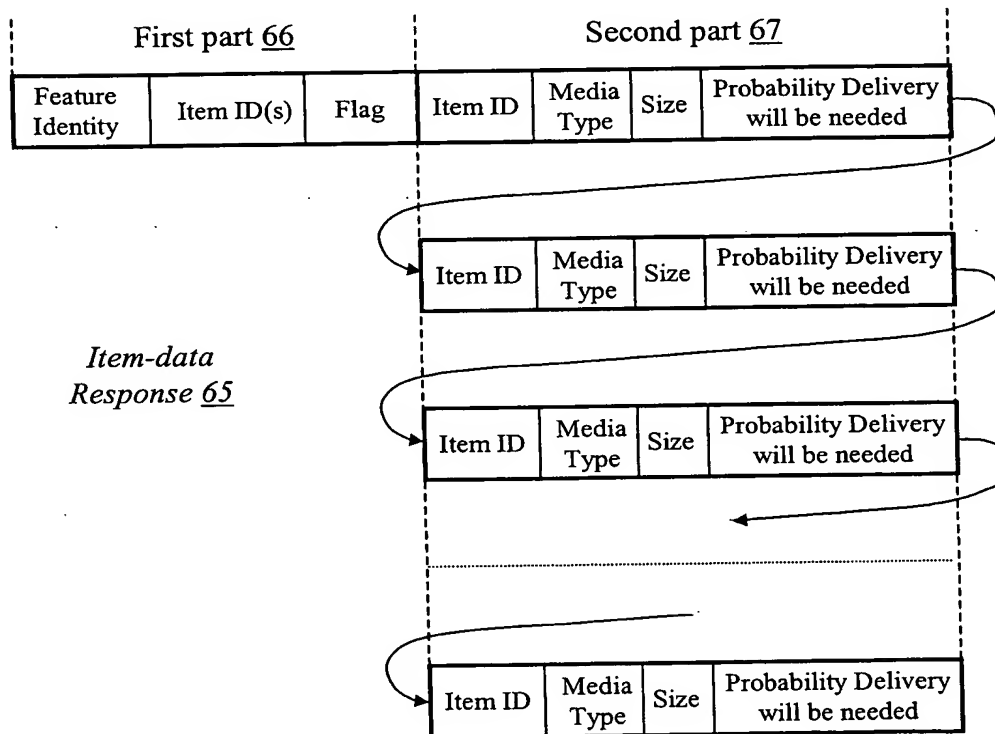 First part 66
Second part 67
Feature Identity
Item ID(s)
Flag
Item ID
Media Type
Size
Probability Delivery will be needed
Item ID
Media Type
Size
Probability Delivery will be needed
Item-data
Response 65
Item ID
Media Type
Size
Probability Delivery will be needed
Item ID
Media Type
Size
Probability Delivery will be needed